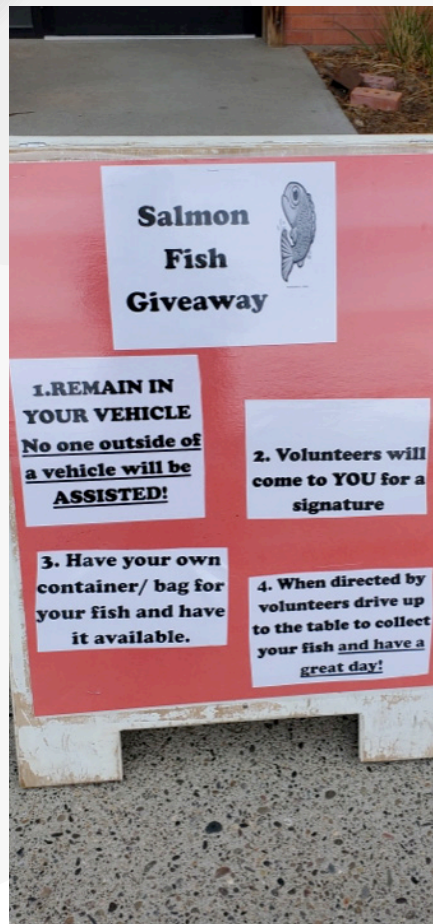 Salmon
Fish
Giveaway
1.REMAIN IN
YOUR VEHICLE
No one outside of
a vehicle will be
ASSISTED!
2. Volunteers will
come to YOU for a
signature
3. Have your own
container/ bag for
your fish and have
it available.
4. When directed by
volunteers drive up
to the table to collect
your fish and have a
great day!